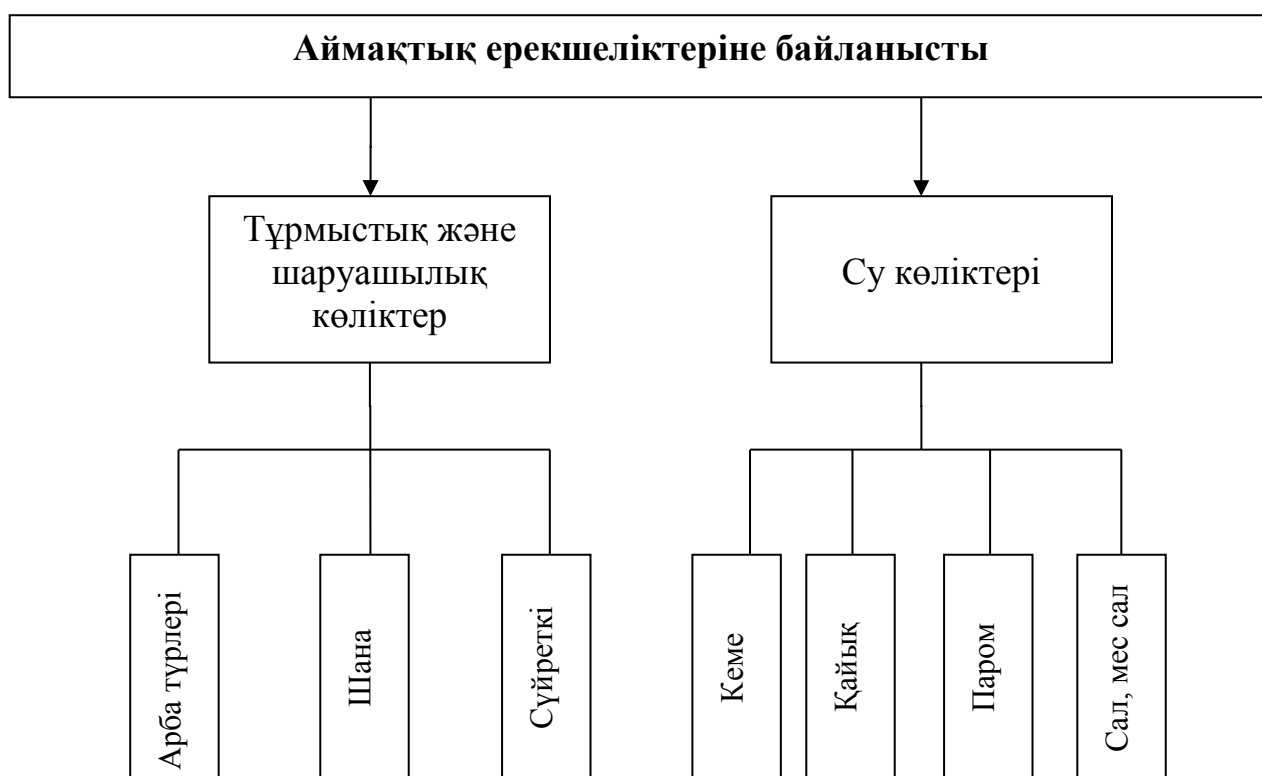 Аймақтық ерекшеліктеріне байланысты
Тұрмыстық және
шаруашылық
көліктер
Су көліктері
Арба түрлері
Шана
Сүйреткі
Кеме
Қайық
Паром
Сал, мес сал